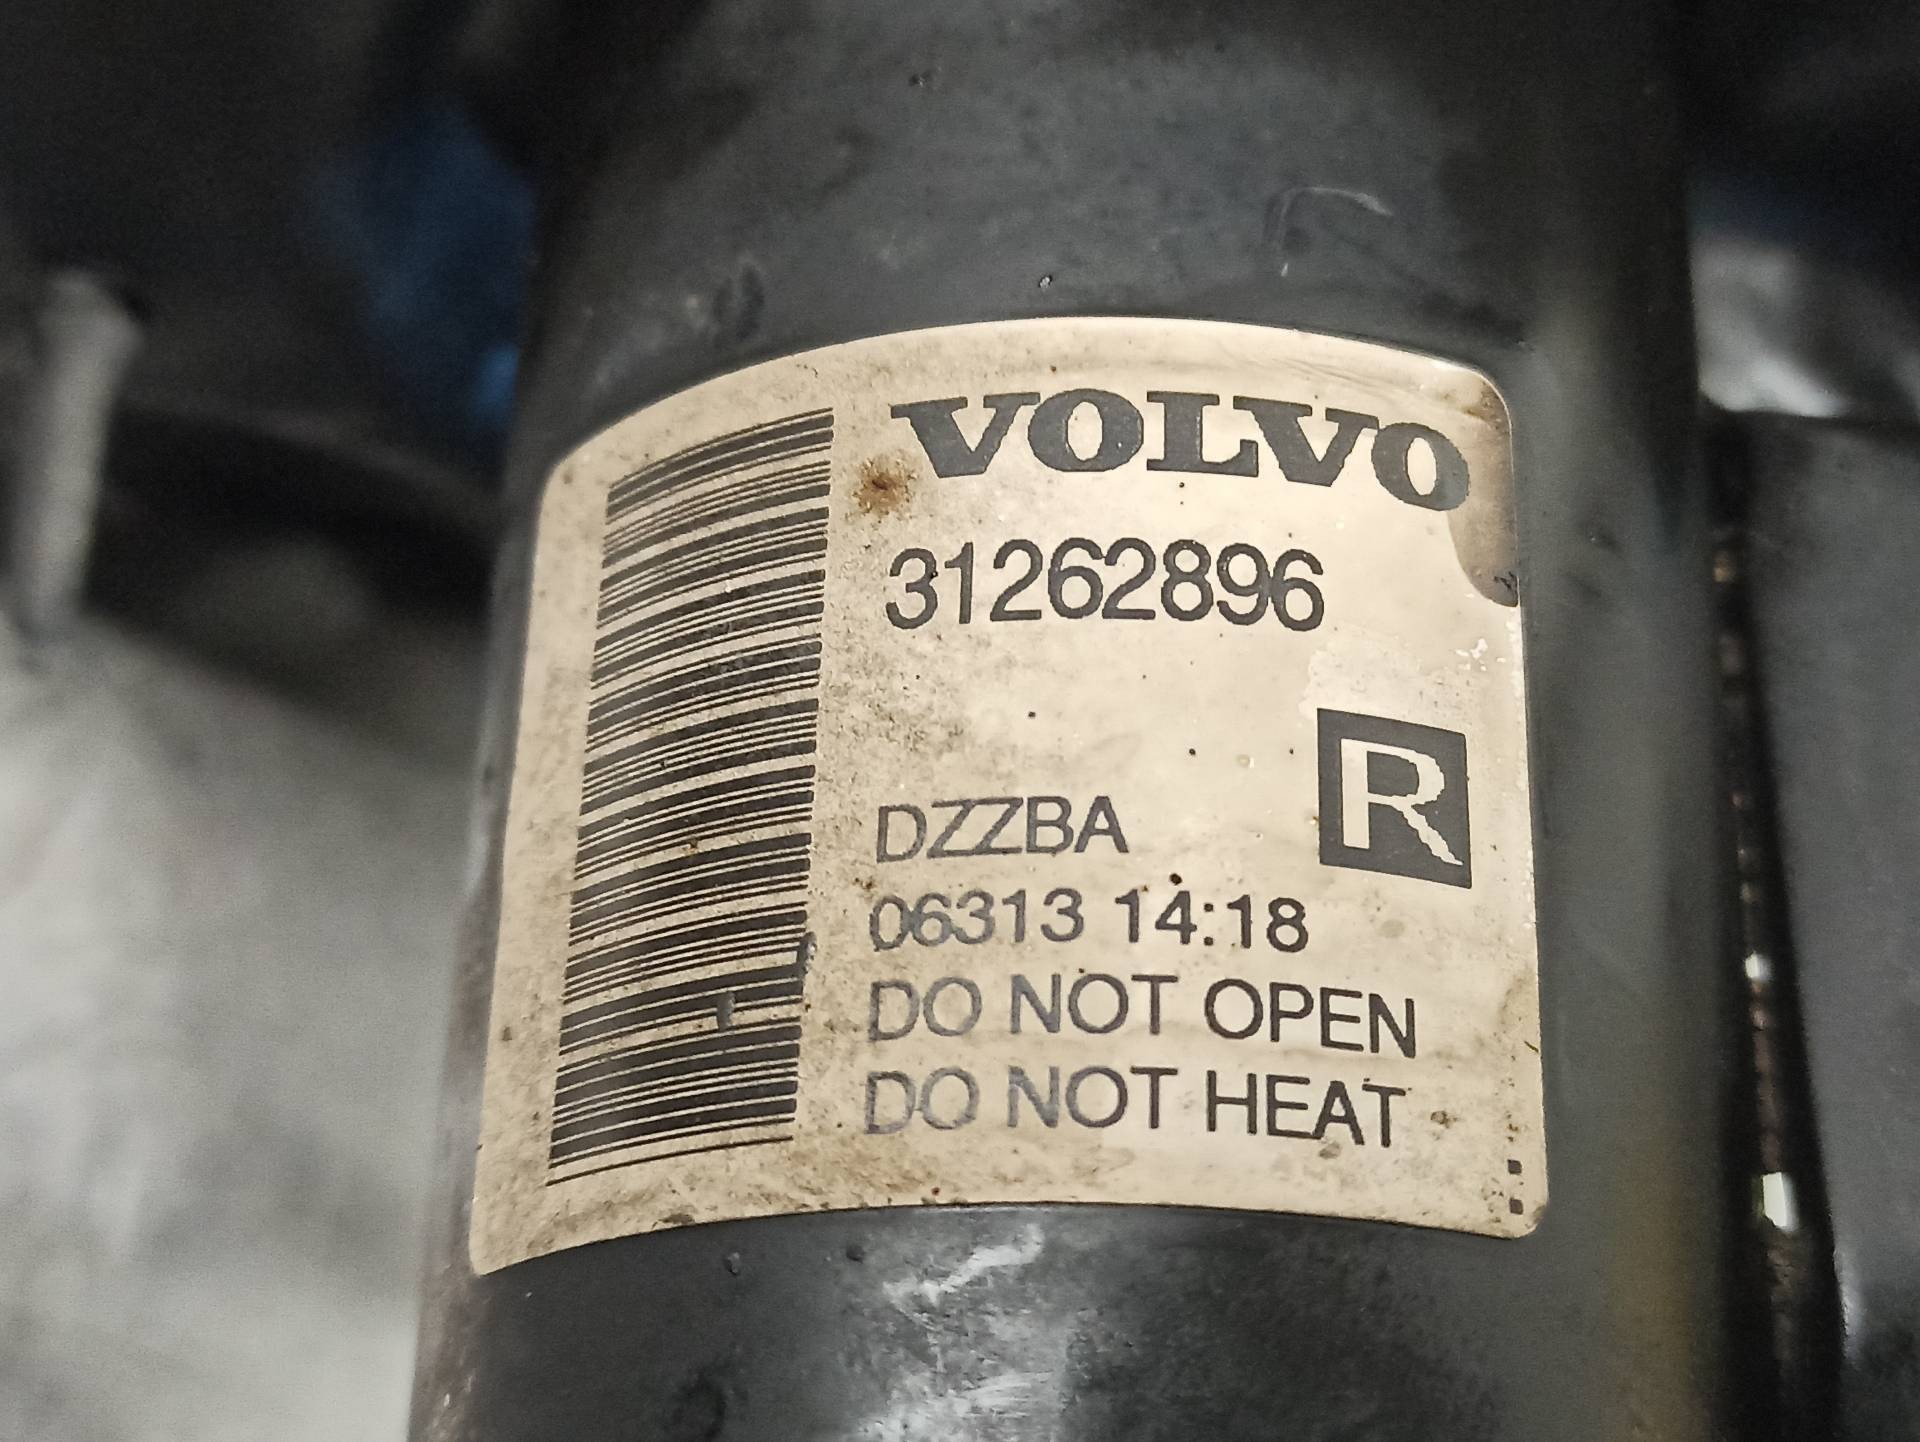 VOLVO
31262896
R
DZZBA
06313 14:18
DO NOT OPEN
DO NOT HEAT